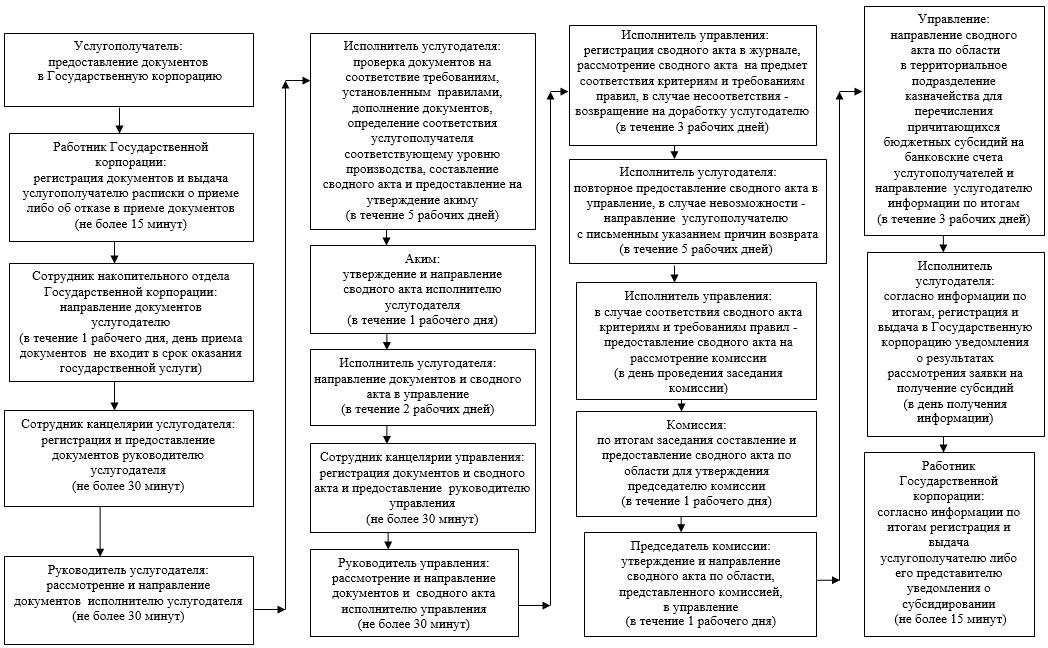 Услугополучатель:
предоставление документов
в Государственную корпорацию
Работник Государственной
корпорации:
регистрация документов и выдача
услугополучателю расписки о приеме
либо об отказе в приеме документов
(не более 15 минут)
Сотрудник накопительного отдела
Государственной корпорации:
направление документов
услугодателю
(в течение 1 рабочего дня, день приема
документов не входит в срок оказания
государственной услуги)
Сотрудник канцелярии услугодателя:
регистрация и предоставление
документов руководителю
услугодателя
(не более 30 минут)
Руководитель услугодателя:
рассмотрение и направление
документов исполнителю услугодателя
(не более 30 минут)
Исполнитель услугодателя:
проверка документов на
соответствие требованиям,
установленным правилами,
дополнение документов,
определение соответствия
услугополучателя
соответствующему уровню
производства, составление
сводного акта и предоставление на
утверждение акиму
(в течение 5 рабочих дней)
Аким:
утверждение и направление
сводного акта исполнителю
услугодателя
(в течение 1 рабочего дня)
Исполнитель услугодателя:
направление документов и сводного
акта в управление
(в течение 2 рабочих дней)
Сотрудник канцелярии управления:
регистрация документов и сводного
акта и предоставление руководителю
управления
(не более 30 минут)
Руководитель управления:
рассмотрение и направление
документов и сводного акта
исполнителю управления
(не более 30 минут)
Исполнитель управления:
регистрация сводного акта в журнале,
рассмотрение сводного акта на предмет
соответствия критериям и требованиям
правил, в случае несоответствия -
возвращение на доработку услугодателю
(в течение 3 рабочих дней)
Исполнитель услугодателя:
повторное предоставление сводного акта в
управление, в случае невозможности -
направление услугополучателю
с письменным указанием причин возврата
(в течение 5 рабочих дней)
Исполнитель управления:
в случае соответствия сводного акта
критериям и требованиям правил -
предоставление сводного акта на
рассмотрение комиссии
(в день проведения заседания
комиссии)
Комиссия:
по итогам заседания составление и
предоставление сводного акта по
области для утверждения
председателю комиссии
(в течение 1 рабочего дня)
Председатель комиссии:
утверждение и направление
сводного акта по области,
представленного комиссией,
в управление
(в течение 1 рабочего дня)
Управление:
направление сводного
акта по области
в территориальное
подразделение
казначейства для
перечисления
причитающихся
бюджетных субсидий на
банковские счета
услугополучателей и
направление услугодателю
информации по итогам
(в течение 3 рабочих дней)
Исполнитель
услугодателя:
согласно информации по
итогам, регистрация и
выдача в Государственную
корпорацию уведомления
о результатах
рассмотрения заявки на
получение субсидий
(в день получения
информации)
Работник
Государственной
корпорации:
согласно информации по
итогам регистрация и
выдача
услугополучателю либо
его представителю
уведомления о
субсидировании
(не более 15 минут)